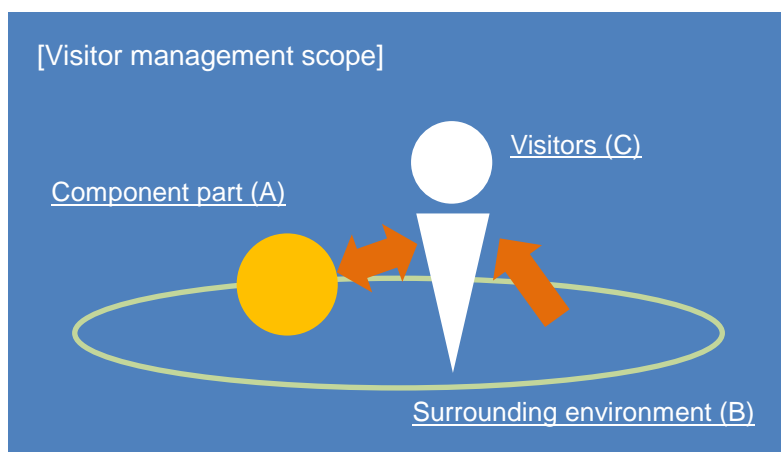 [Visitor management scope]
Visitors (C)
Component part (A)
Surrounding environment (B)